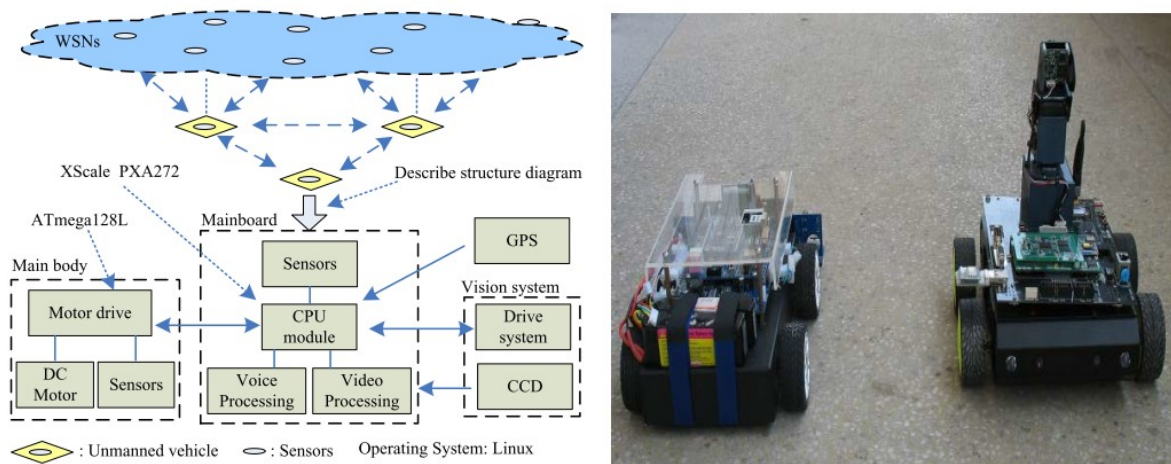 WSNs
XScale PXA272
Describe structure diagram
ATmega128L
Mainboard
GPS
Sensors
Main body
Vision system
Motor drive
CPU
module
Drive
system
DC
Motor
Sensors
Voice
Processing
Video
Processing
CCD
: Unmanned vehicle
: Sensors
Operating System: Linux